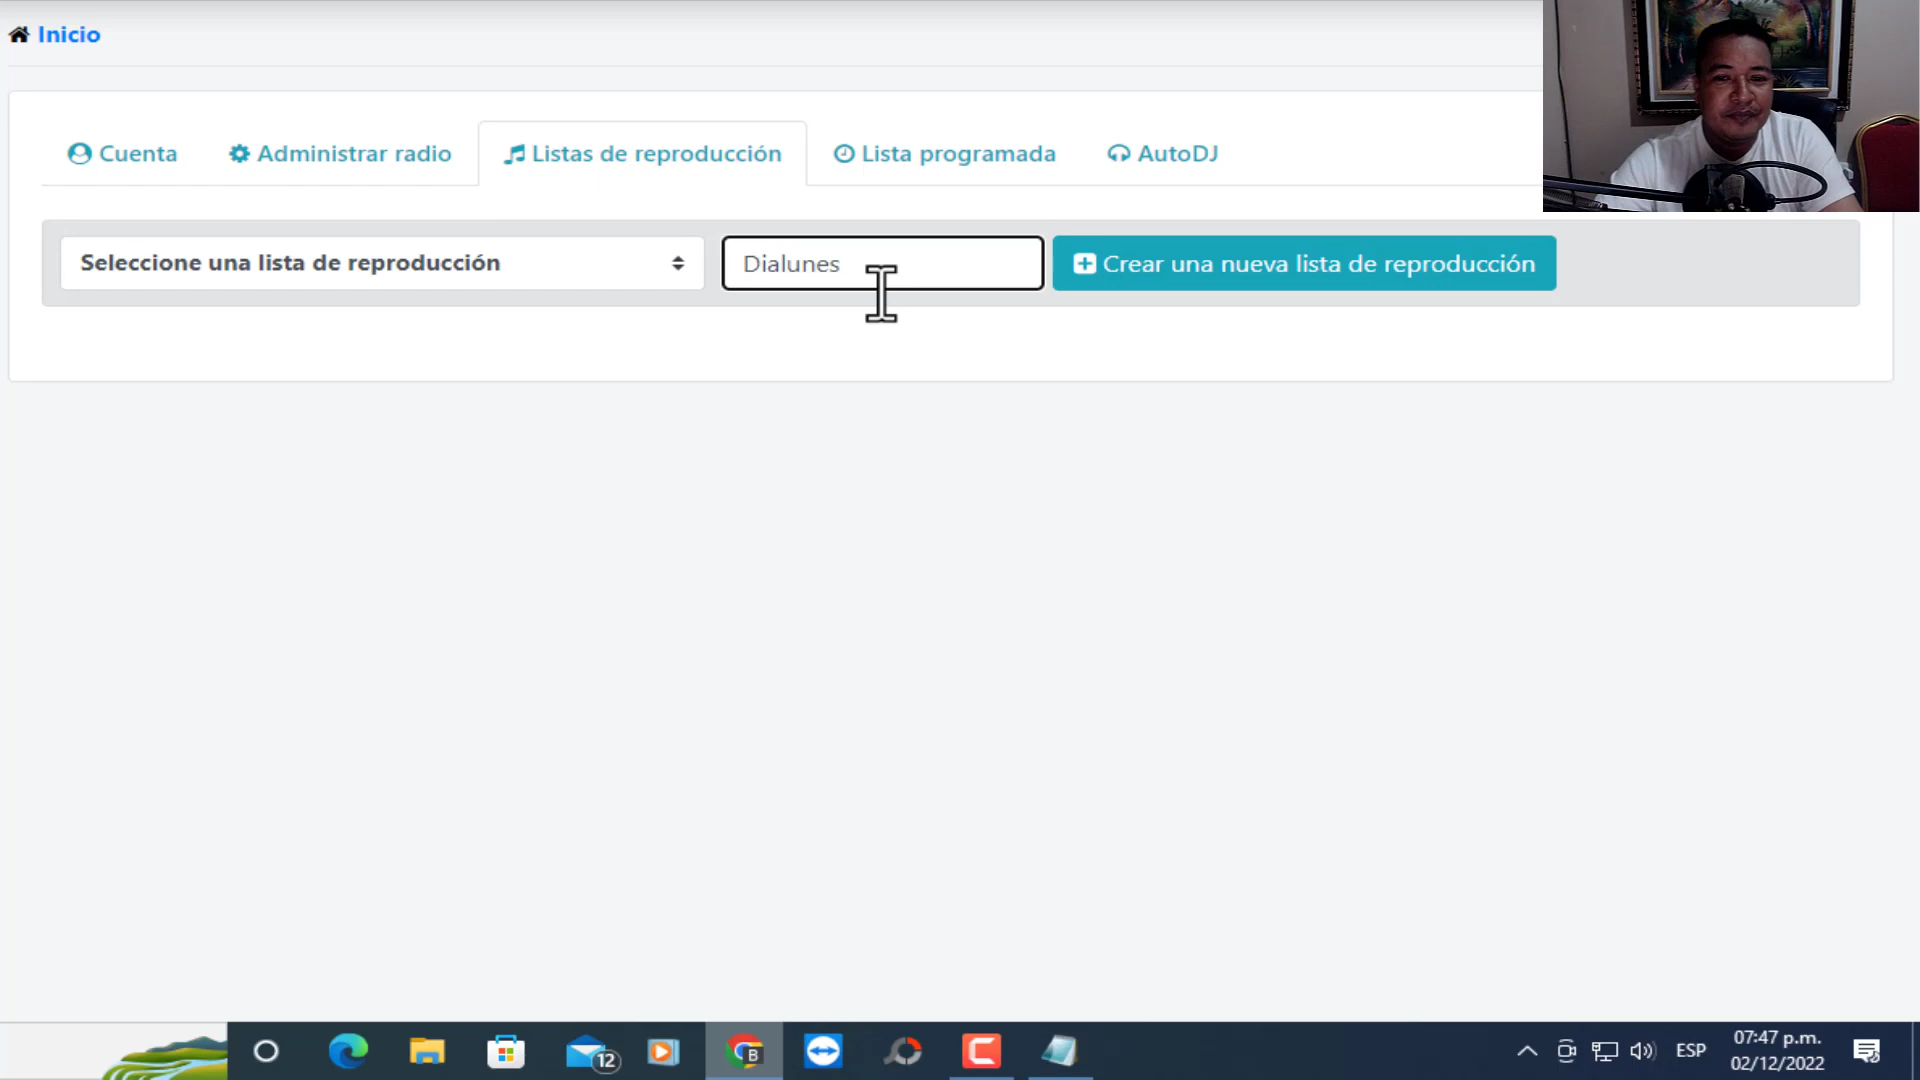 Inicio
Cuenta
Administrar radio
Listas de reproducción
Lista programada
AutoDJ
Seleccione una lista de reproducción
Dialunes
Crear una nueva lista de reproducción
12
B
ESP
07:47 p.m.
02/12/2022